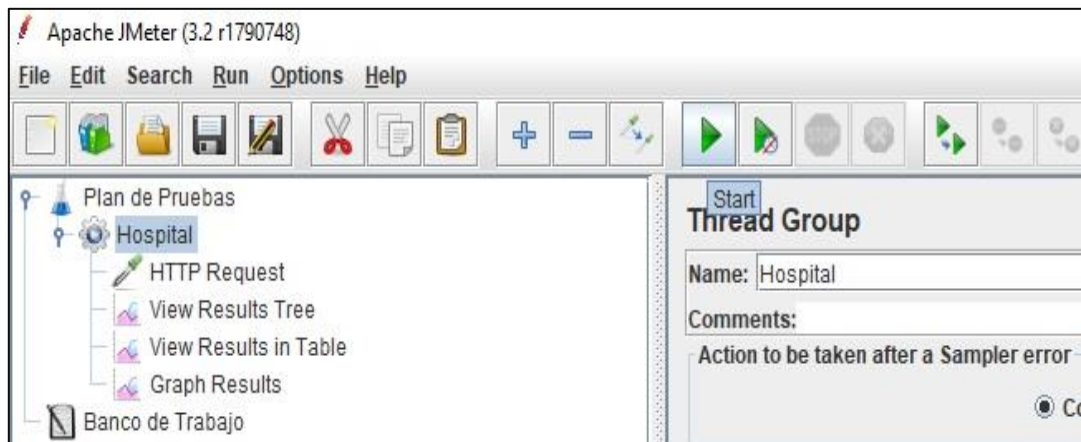 Apache JMeter (3.2 r1790748)
File Edit Search Run Options Help
Start
Plan de Pruebas
Hospital
HTTP Request
View Results Tree
View Results in Table
Graph Results
Banco de Trabajo
Thread Group
Name: Hospital
Comments:
Action to be taken after a Sampler error